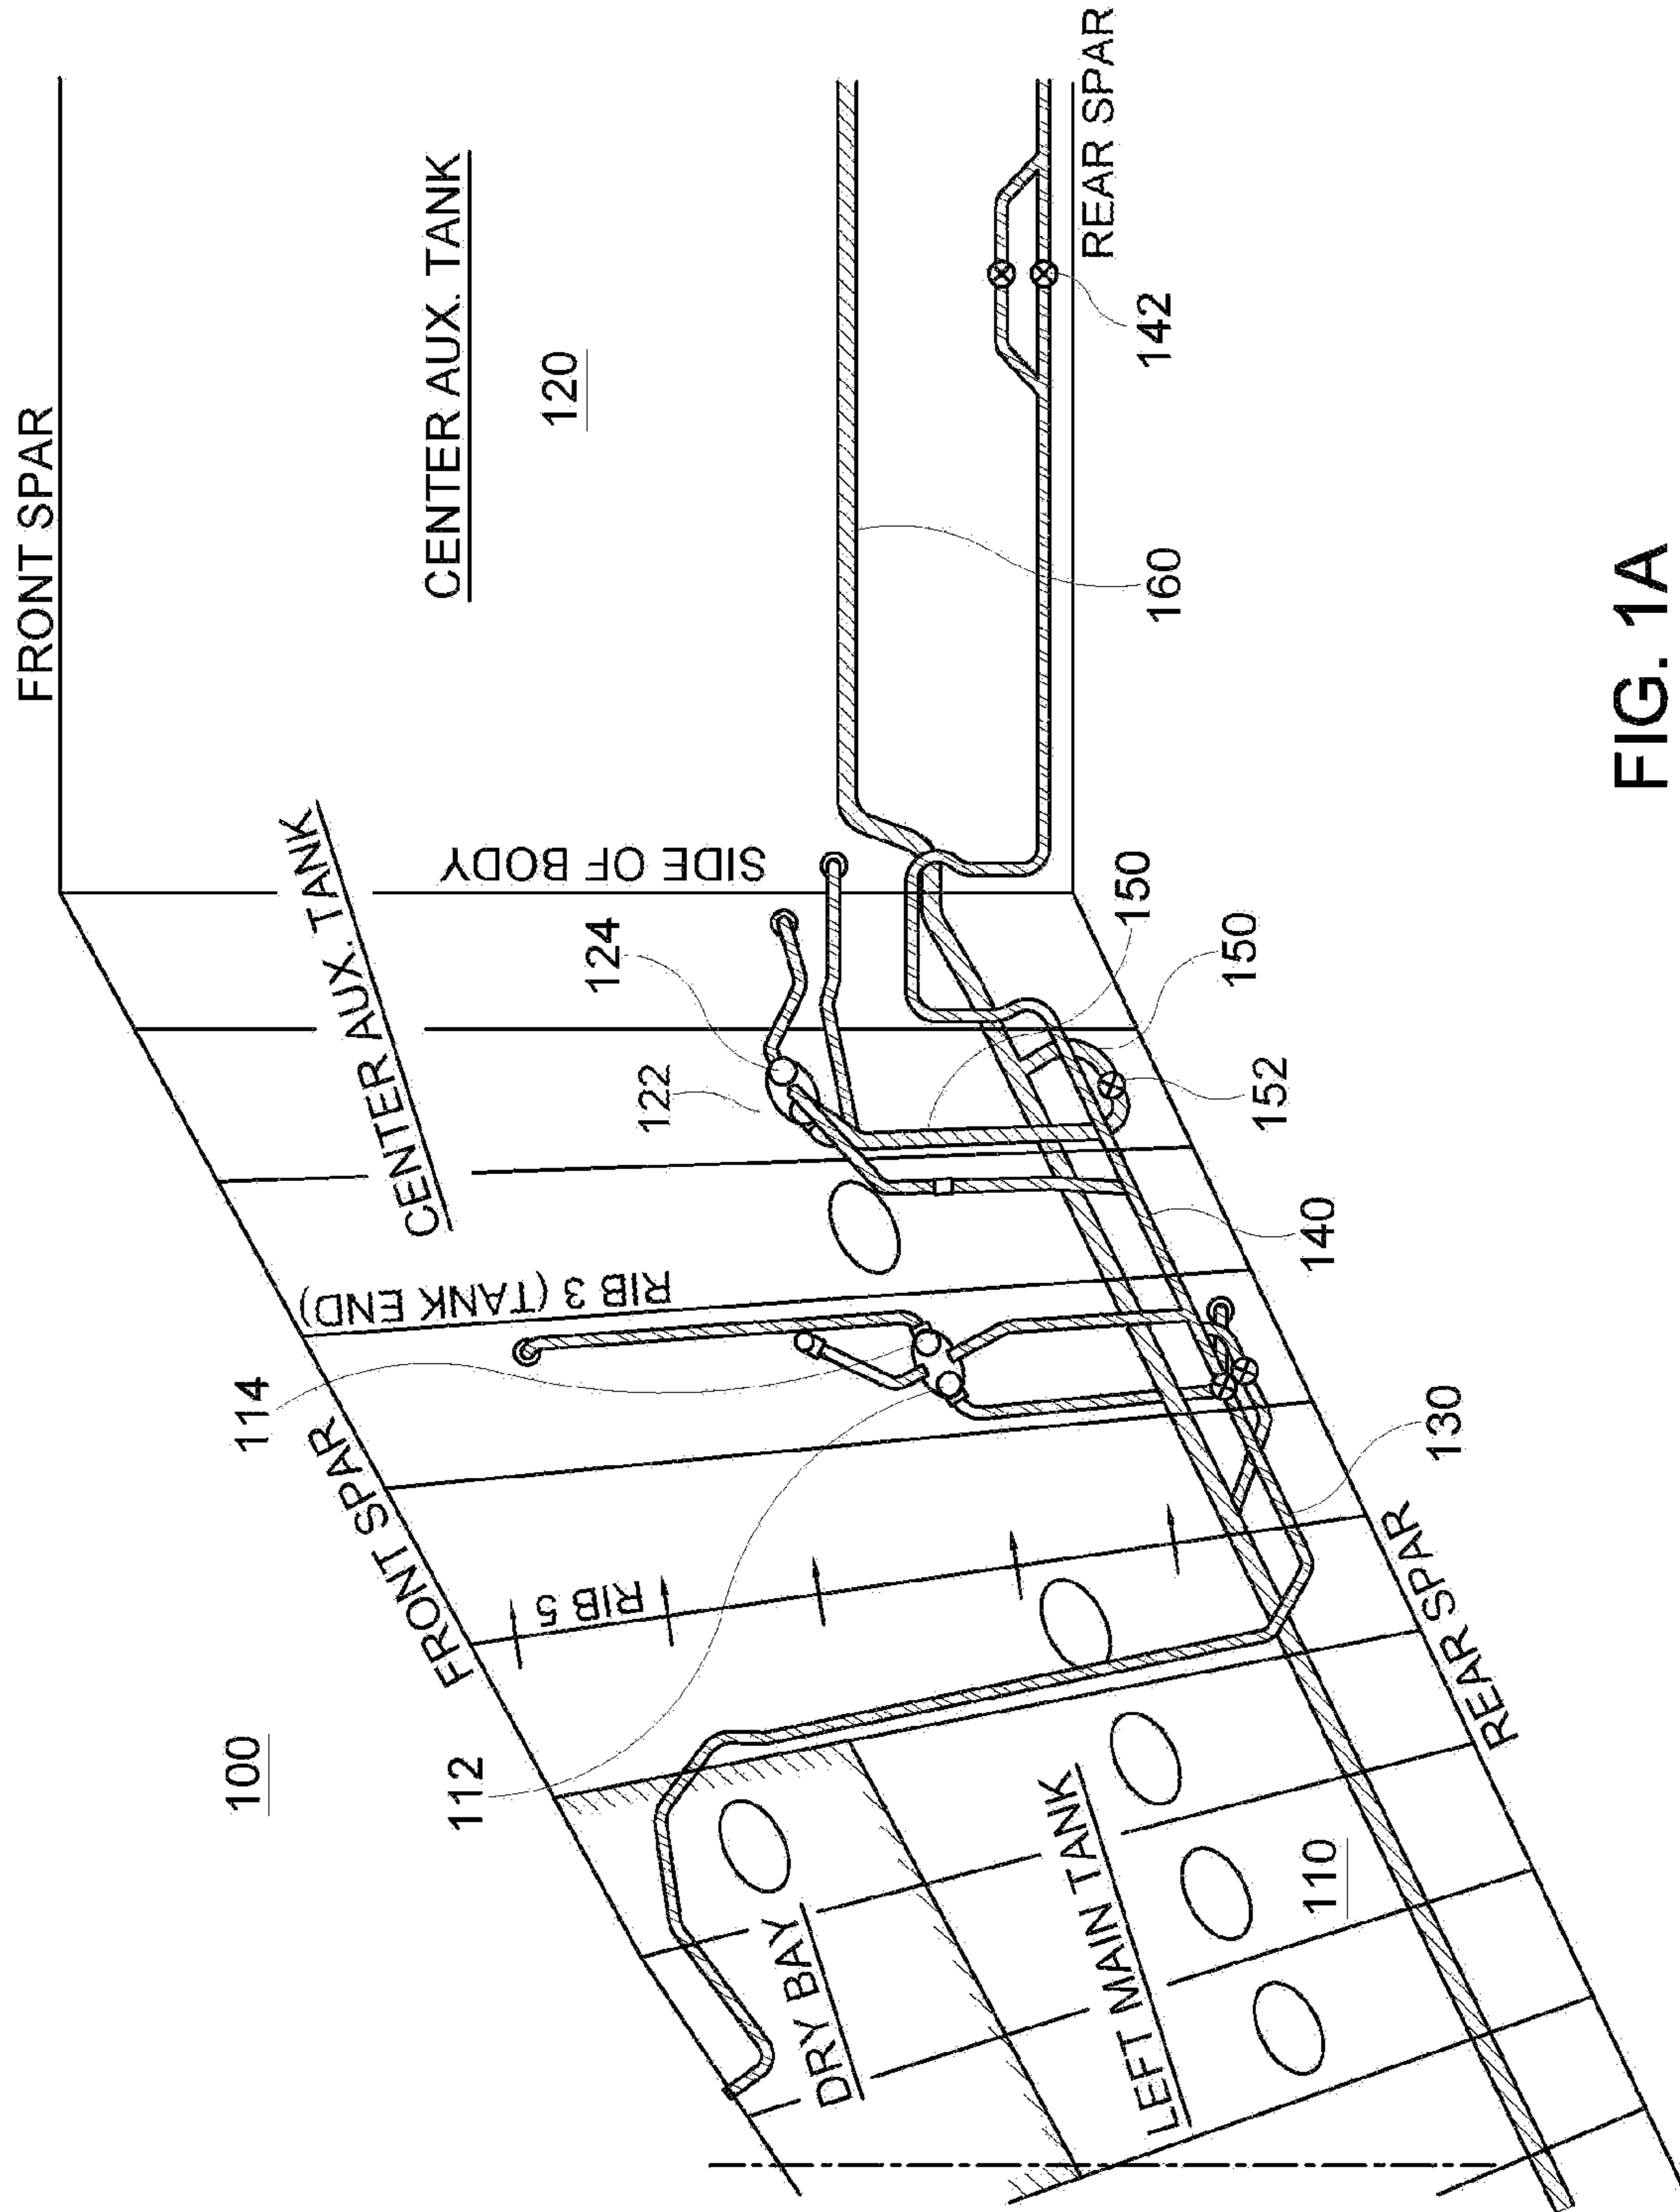 FRONT SPAR
CENTER AUX. TANK
120
CENTER AUX. TANK
SIDE OF BODY
124
122
RIB 3 (TANK END)
114
FRONT SPAR
RIB 5
100
112
DRY BAY
LEFT MAIN TANK
110
REAR SPAR
130
140
152
150
150
160
142
REAR SPAR
FIG. 1A